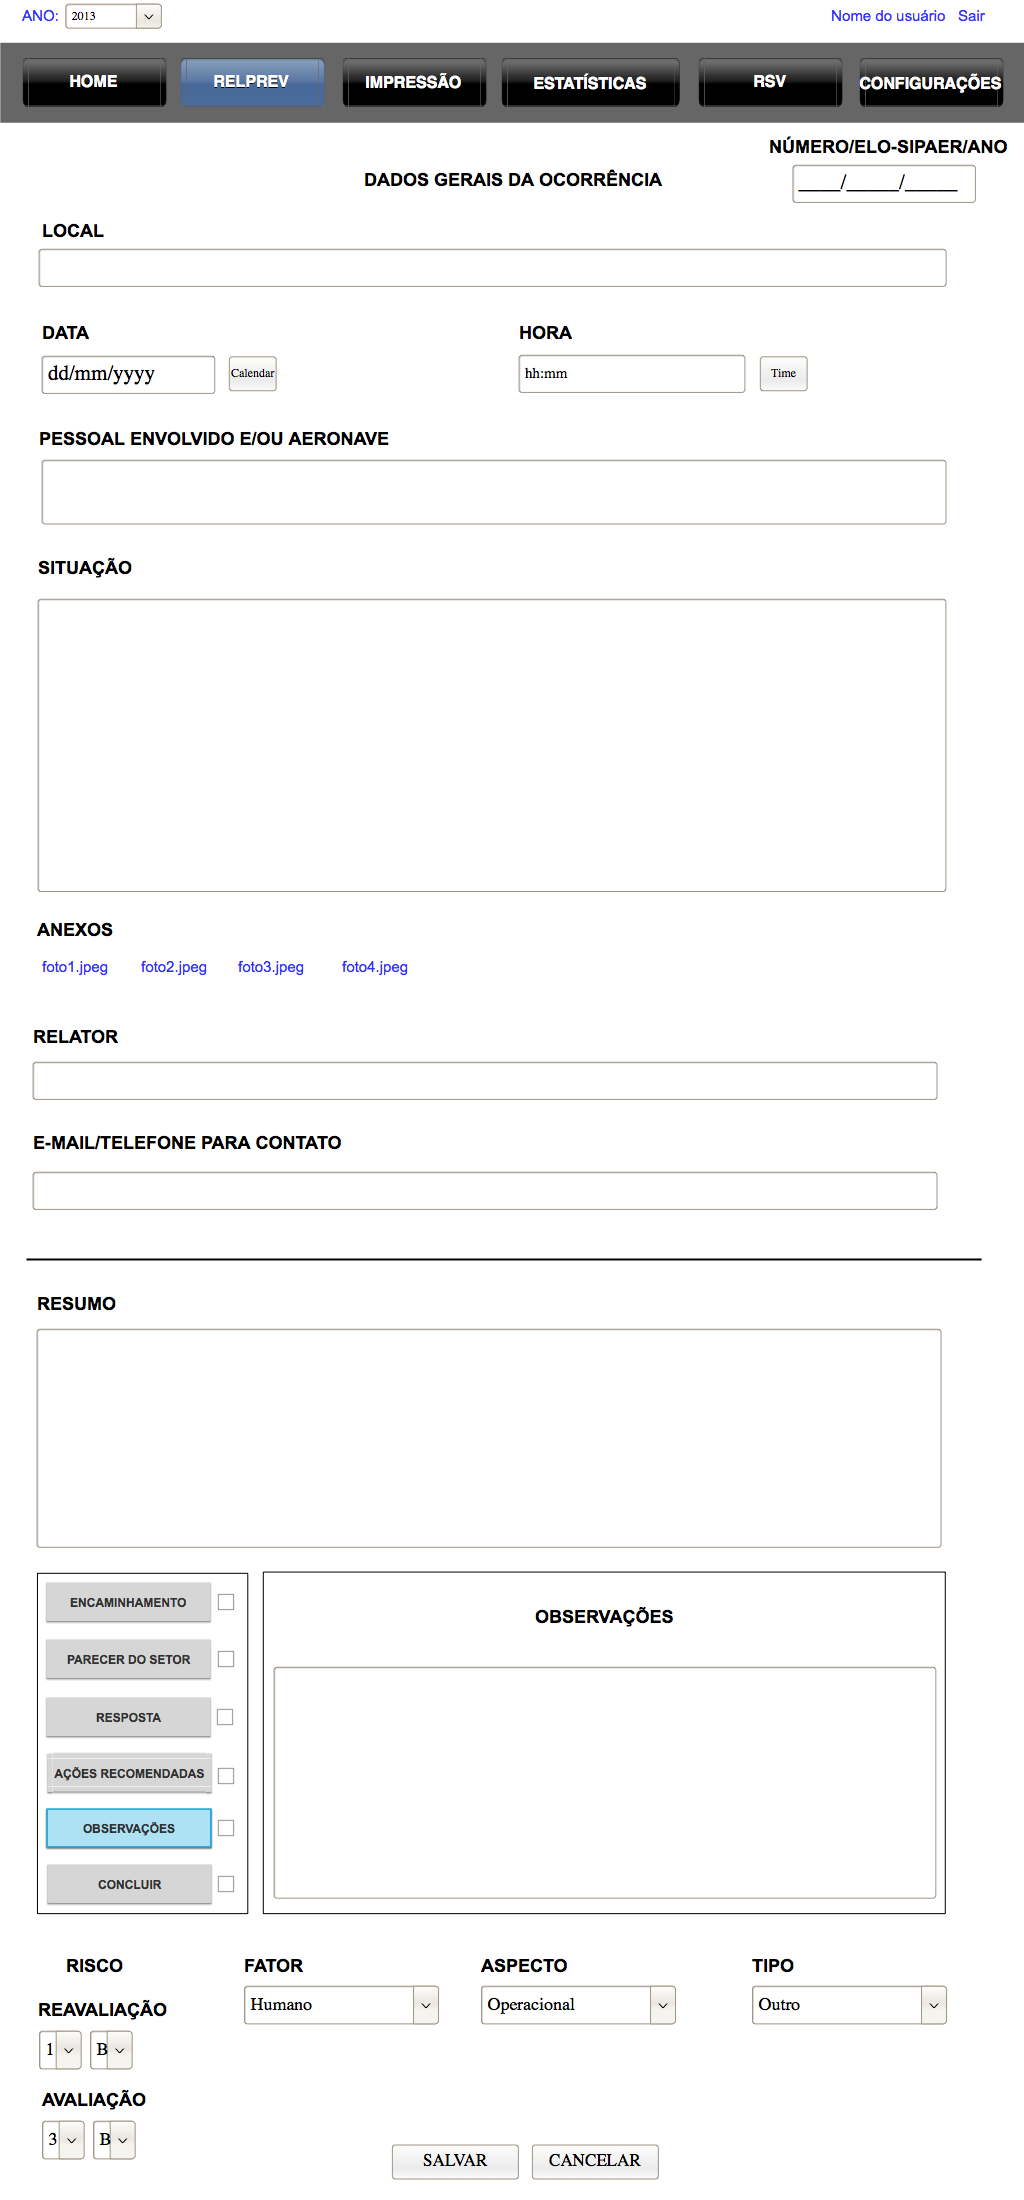 ANO: 2013 Nome do usuário Sair
HOME RELPREV IMPRESSÃO ESTATÍSTICAS RSV CONFIGURAÇÕES
NÚMERO/ELO-SIPAER/ANO
DADOS GERAIS DA OCORRÊNCIA ____/_____/_____
LOCAL
DATA HORA
dd/mm/yyyy Calendar hh:mm Time
PESSOAL ENVOLVIDO E/OU AERONAVE
SITUAÇÃO
ANEXOS
foto1.jpeg foto2.jpeg foto3.jpeg foto4.jpeg
RELATOR
E-MAIL/TELEFONE PARA CONTATO
RESUMO
ENCAMINHAMENTO
PARECER DO SETOR
RESPOSTA
AÇÕES RECOMENDADAS
OBSERVAÇÕES
CONCLUIR
OBSERVAÇÕES
RISCO FATOR ASPECTO TIPO
Humano Operacional Outro
REAVALIAÇÃO
1 B
AVALIAÇÃO
3 B
SALVAR CANCELAR